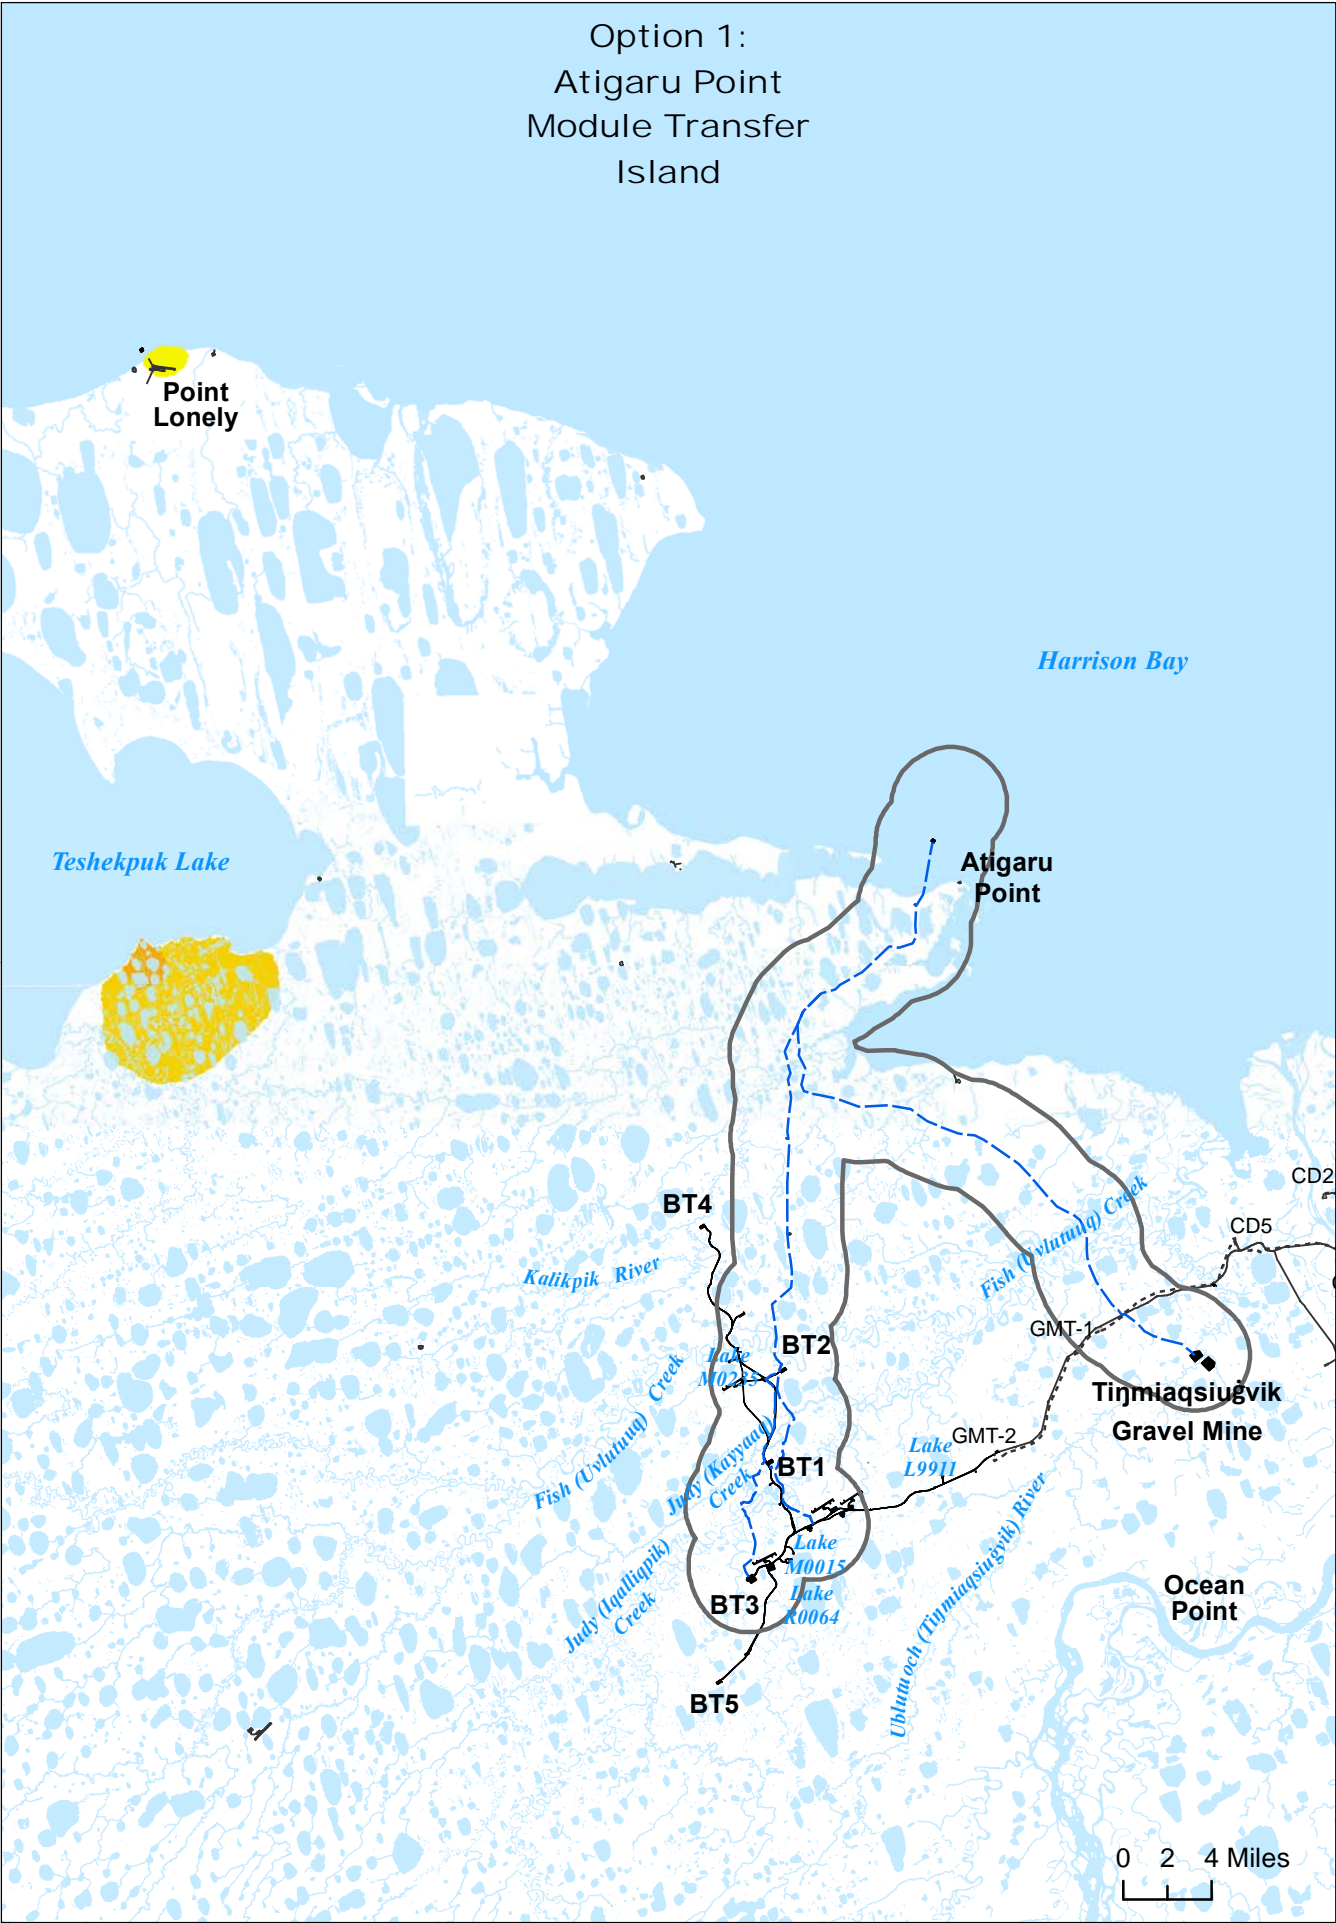 Option 1:
Atigaru Point
Module Transfer
Island
Point
Lonely
Harrison Bay
Teshekpuk Lake
Atigaru
Point
CD2
BT4
CD5
Fish (Uvlutuuq) Creek
Kalikpik River
GMT-1
BT2
Lake
M0235
Tiŋmiaqsiuġvik
Gravel Mine
Fish (Uvlutuuq) Creek
Judy (Kayyaaq)
Creek
GMT-2
Lake
L9911
BT1
Lake
M0015
Judy (Iqalliqpik)
Creek
Ublutuoch (Tiŋmiaqsiuġvik) River
Ocean
Point
BT3
Lake
R0064
BT5
0 2 4 Miles